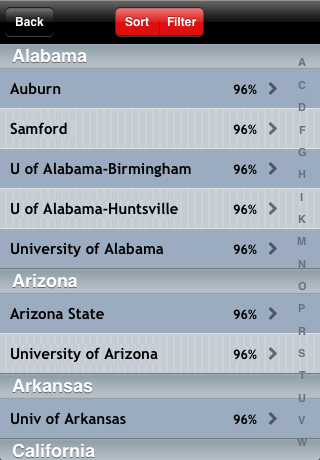 Back Sort Filter
Alabama
Auburn 96%
Samford 96%
U of Alabama-Birmingham 96%
U of Alabama-Huntsville 96%
University of Alabama 96%
Arizona
Arizona State 96%
University of Arizona 96%
Arkansas
Univ of Arkansas 96%
California
A
C
D
F
G
H
I
K
M
N
O
P
R
S
T
U
V
W